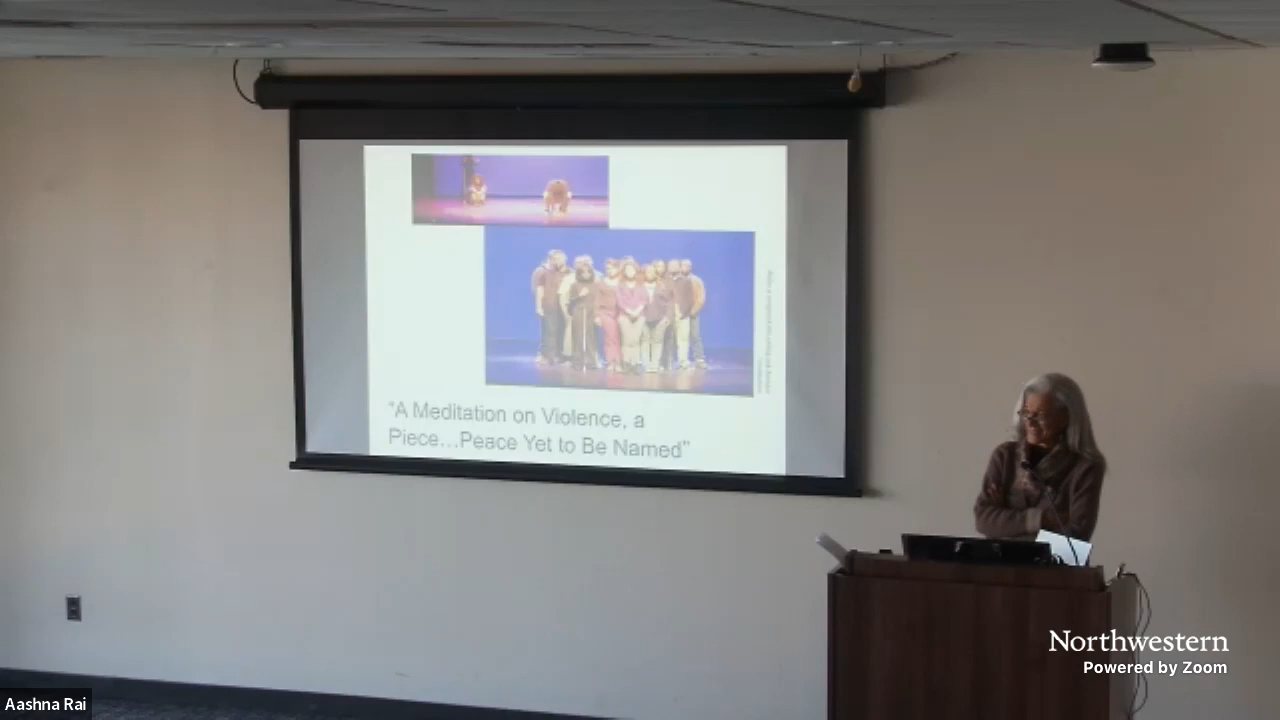 "A Meditation on Violence, a
Piece...Peace Yet to Be Named"
Northwestern
Powered by Zoom
Aashna Rai